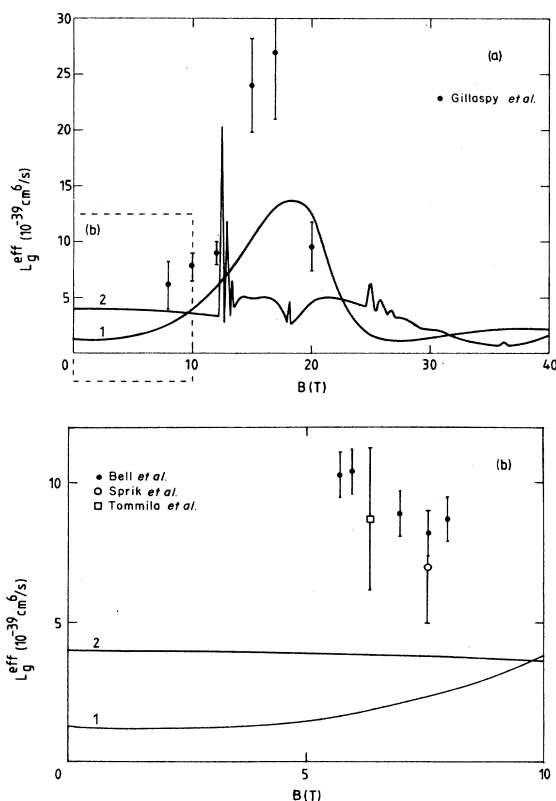 30
(a)
25
• Gillaspy et al.
20
L_g^eff (10^-39 cm^6/s)
15
(b)
10
2
5
1
0
10
20
30
40
B(T)
(b)
10
• Bell et al.
○ Sprik et al.
□ Tommila et al.
L_g^eff (10^-39 cm^6/s)
5
2
1
0
5
10
B(T)